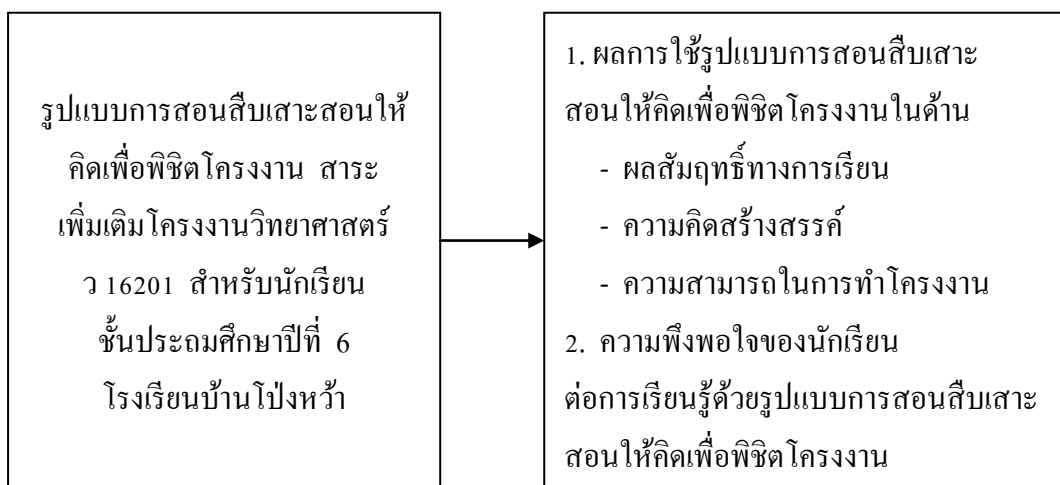 รูปแบบการสอนสืบเสาะสอนให้
คิดเพื่อพิชิตโครงงาน สาระ
เพิ่มเติมโครงงานวิทยาศาสตร์
ว 16201 สำหรับนักเรียน
ชั้นประถมศึกษาปีที่ 6
โรงเรียนบ้านโป่งหว้า
1. ผลการใช้รูปแบบการสอนสืบเสาะ
สอนให้คิดเพื่อพิชิตโครงงานในด้าน
- ผลสัมฤทธิ์ทางการเรียน
- ความคิดสร้างสรรค์
- ความสามารถในการทำโครงงาน
2. ความพึงพอใจของนักเรียน
ต่อการเรียนรู้ด้วยรูปแบบการสอนสืบเสาะ
สอนให้คิดเพื่อพิชิตโครงงาน